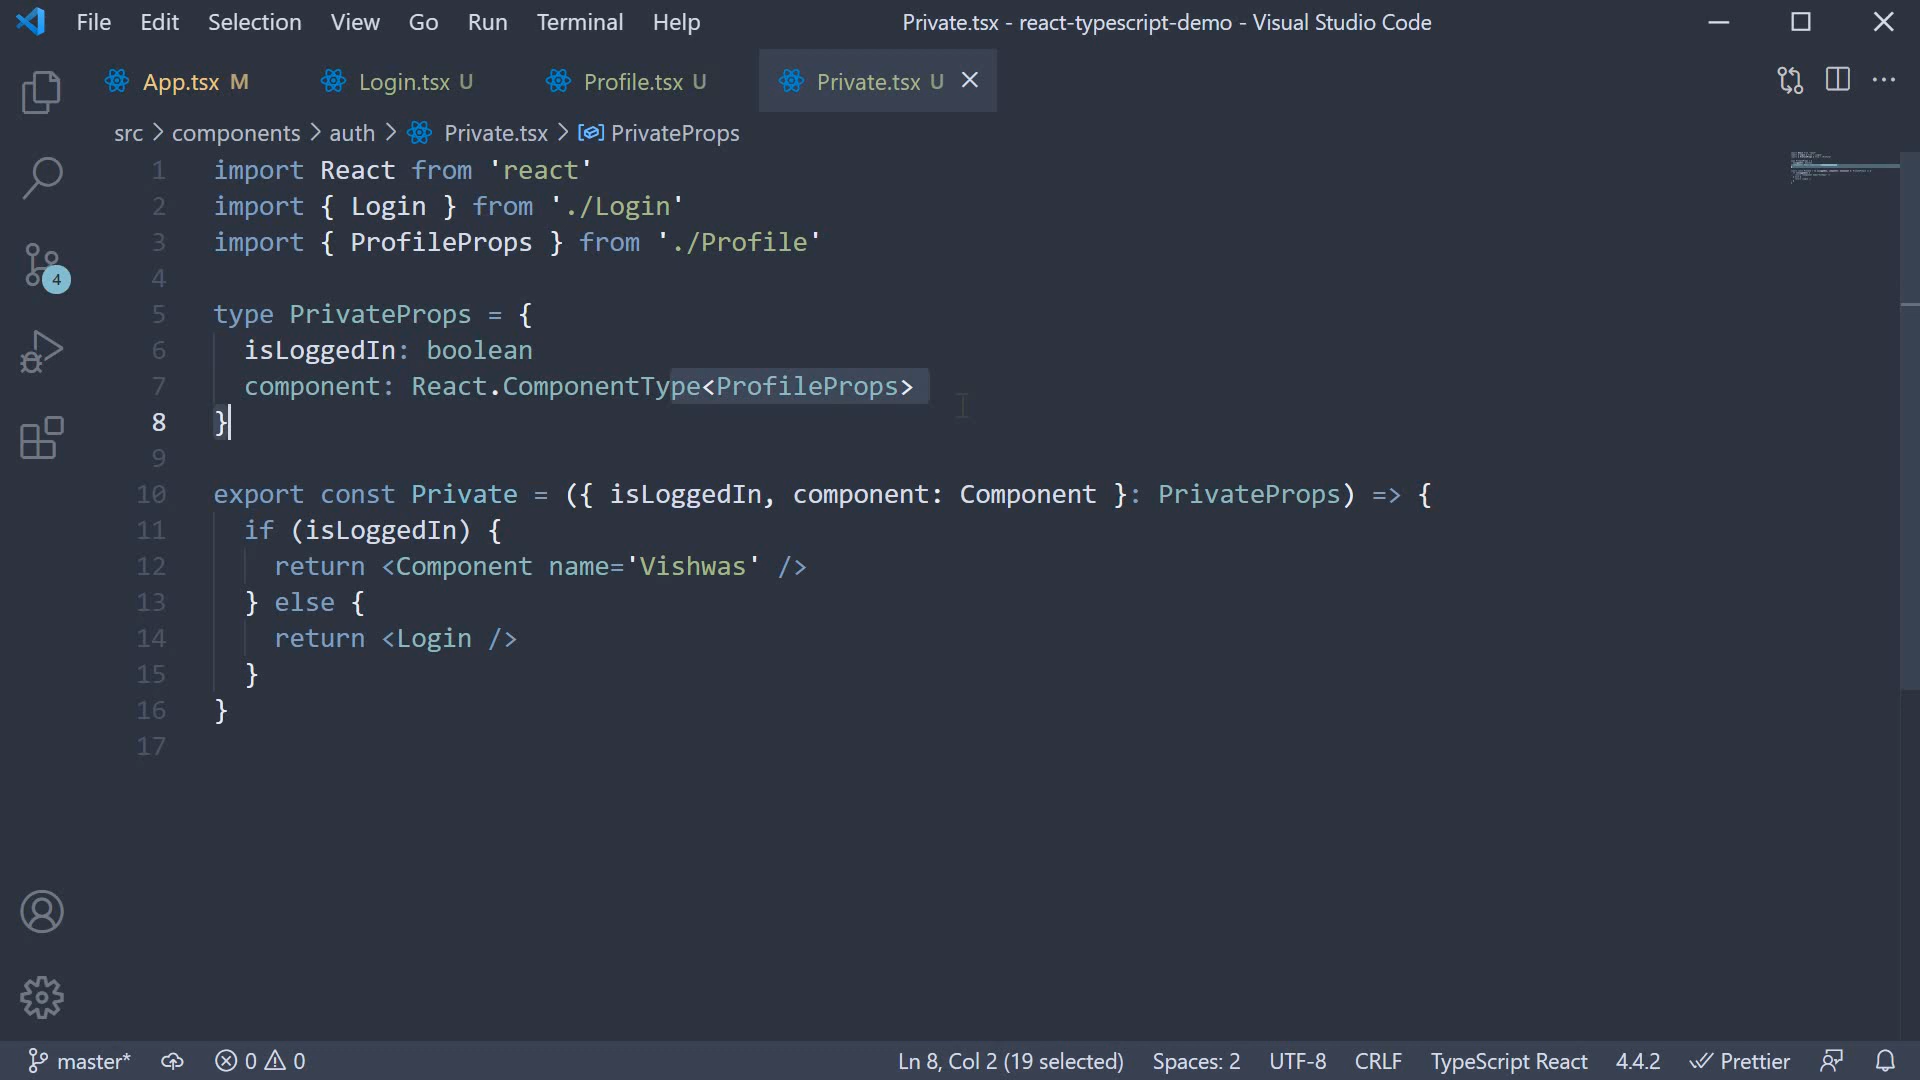 File Edit Selection View Go Run Terminal Help Private.tsx - react-typescript-demo - Visual Studio Code
App.tsx M Login.tsx U Profile.tsx U Private.tsx U
src > components > auth > Private.tsx > PrivateProps
1 import React from 'react'
2 import { Login } from './Login'
3 import { ProfileProps } from './Profile'
4
5 type PrivateProps = {
6 isLoggedIn: boolean
7 component: React.ComponentType<ProfileProps>
8 }
9
10 export const Private = ({ isLoggedIn, component: Component }: PrivateProps) => {
11 if (isLoggedIn) {
12 return <Component name='Vishwas' />
13 } else {
14 return <Login />
15 }
16 }
17
4
master* 0 0 Ln 8, Col 2 (19 selected) Spaces: 2 UTF-8 CRLF TypeScript React 4.4.2 Prettier